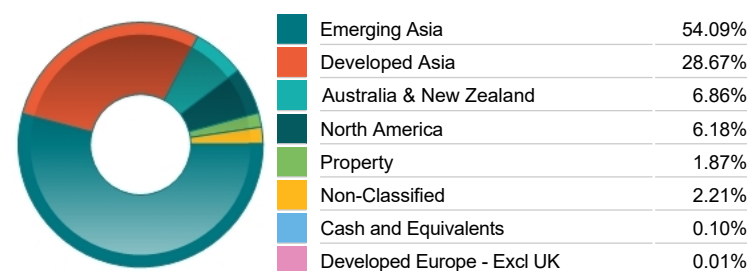 Emerging Asia 54.09%
Developed Asia 28.67%
Australia & New Zealand 6.86%
North America 6.18%
Property 1.87%
Non-Classified 2.21%
Cash and Equivalents 0.10%
Developed Europe - Excl UK 0.01%